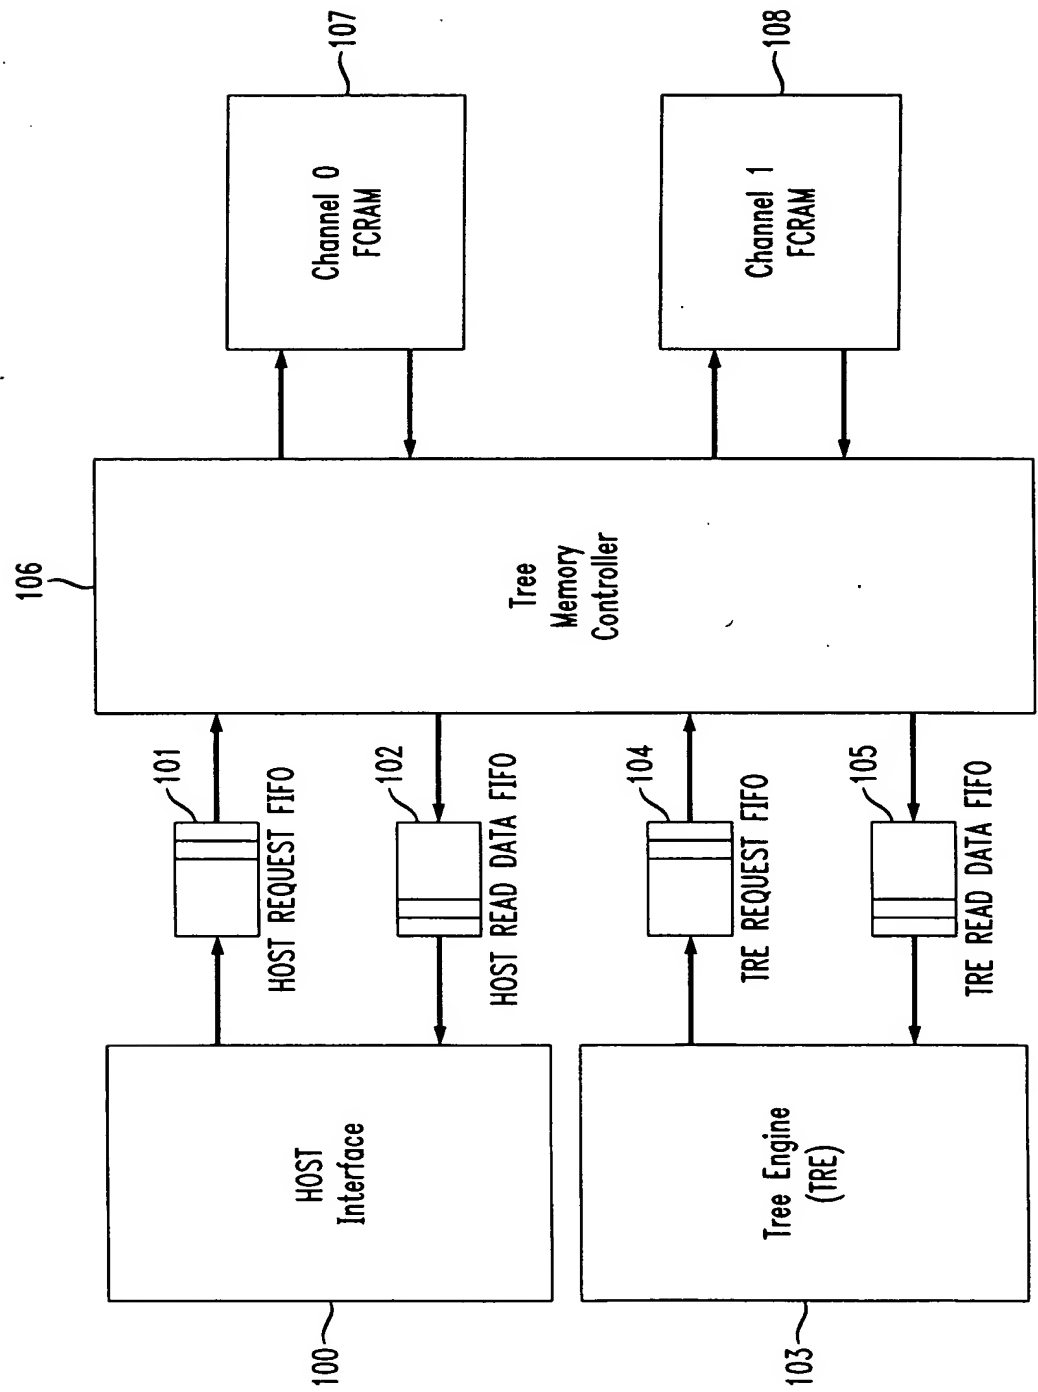 100
HOST
Interface
101
HOST REQUEST FIFO
102
HOST READ DATA FIFO
103
Tree Engine
(TRE)
104
TRE REQUEST FIFO
105
TRE READ DATA FIFO
106
Tree
Memory
Controller
107
Channel 0
FCRAM
108
Channel 1
FCRAM